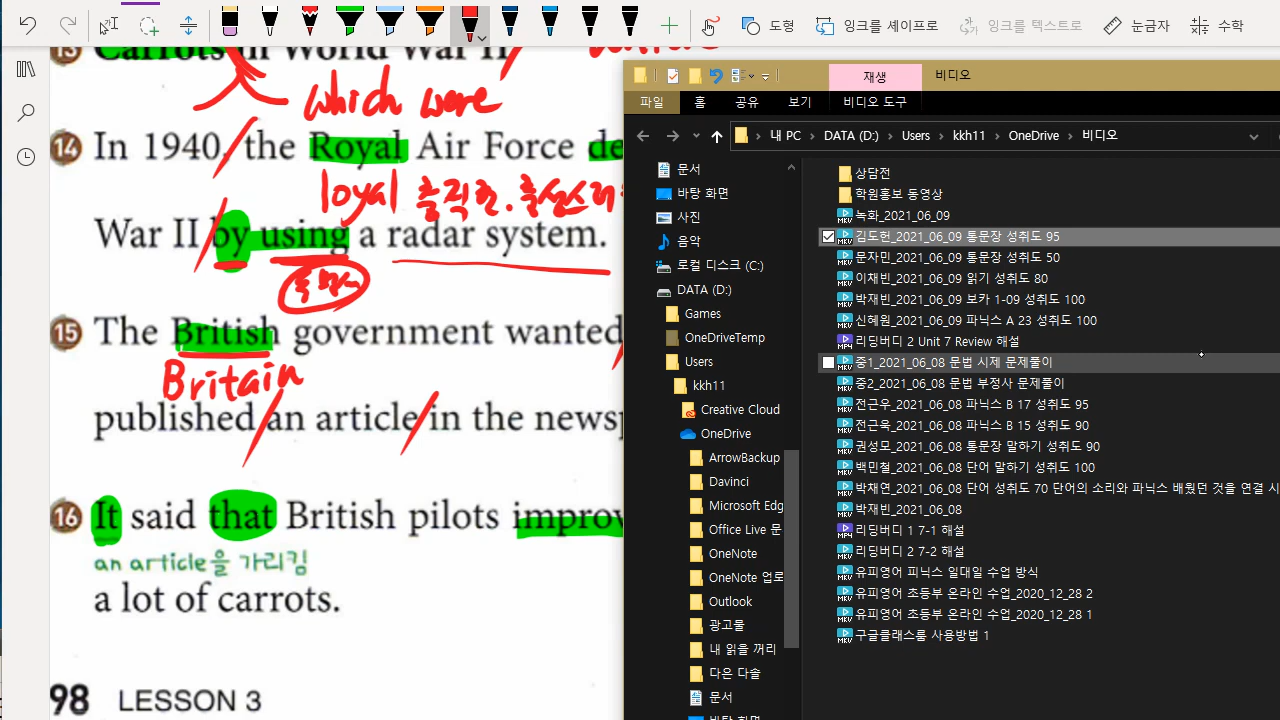 도형
잉크를 셰이프로
잉크를 텍스트로
눈금자
수학
15 Carrots in World War II
which were
14 In 1940, the Royal Air Force de
loyal 출직한.
War II by using a radar system.
15 The British government wanted
Britain
published an article in the newsp
16 It said that British pilots improv
an article을 가리킴
a lot of carrots.
98 LESSON 3
재생
비디오
파일
홈
공유
보기
비디오 도구
내 PC > DATA (D:) > Users > kkh11 > OneDrive > 비디오
문서
바탕 화면
사진
음악
로컬 디스크 (C:)
DATA (D:)
Games
OneDriveTemp
Users
kkh11
Creative Cloud
OneDrive
ArrowBackup
Davinci
Microsoft Edg
Office Live 문
OneNote
OneNote 업로
Outlook
광고물
내 읽을 꺼리
다은 다솔
문서
바탕 화면
상담전
학원홍보 동영상
녹화_2021_06_09
김도헌_2021_06_09 통문장 성취도 95
문자민_2021_06_09 통문장 성취도 50
이채빈_2021_06_09 읽기 성취도 80
박재빈_2021_06_09 보카 1-09 성취도 100
신혜원_2021_06_09 파닉스 A 23 성취도 100
리딩버디 2 Unit 7 Review 해설
중1_2021_06_08 문법 시제 문제풀이
중2_2021_06_08 문법 부정사 문제풀이
전근우_2021_06_08 파닉스 B 17 성취도 95
전근욱_2021_06_08 파닉스 B 15 성취도 90
권성모_2021_06_08 통문장 말하기 성취도 90
백민철_2021_06_08 단어 말하기 성취도 100
박채연_2021_06_08 단어 성취도 70 단어의 소리와 파닉스 배웠던 것을 연결 시
박재빈_2021_06_08
리딩버디 1 7-1 해설
리딩버디 2 7-2 해설
유피영어 파닉스 일대일 수업 방식
유피영어 초등부 온라인 수업_2020_12_28 2
유피영어 초등부 온라인 수업_2020_12_28 1
구글클래스룸 사용방법 1